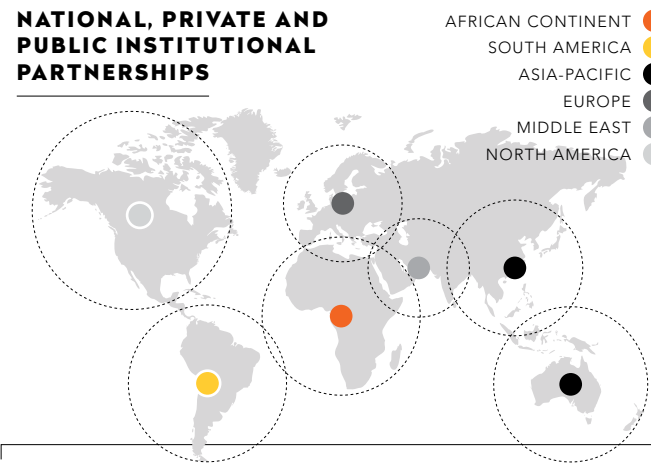 NATIONAL, PRIVATE AND
PUBLIC INSTITUTIONAL
PARTNERSHIPS
AFRICAN CONTINENT
SOUTH AMERICA
ASIA-PACIFIC
EUROPE
MIDDLE EAST
NORTH AMERICA